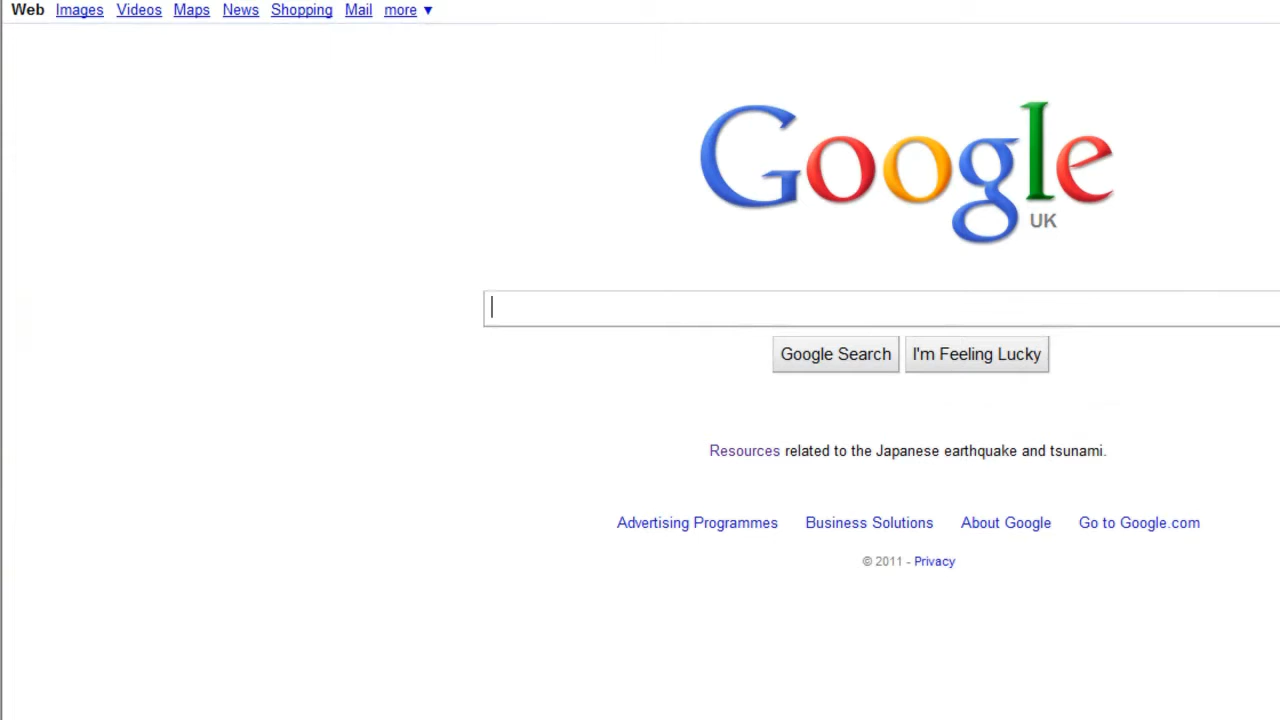 Web Images Videos Maps News Shopping Mail more ▼
Google
UK
Google Search I'm Feeling Lucky
Resources related to the Japanese earthquake and tsunami.
Advertising Programmes Business Solutions About Google Go to Google.com
© 2011 - Privacy